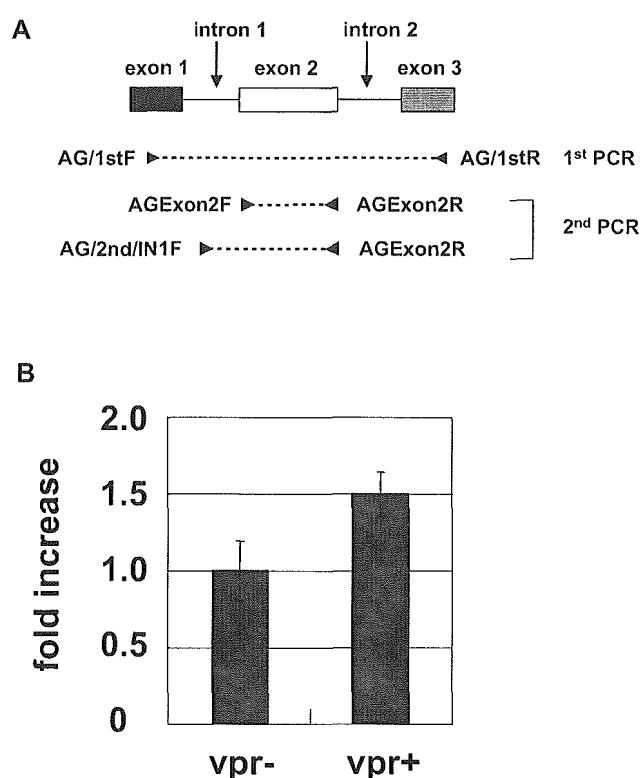 A
intron 1 intron 2
exon 1 exon 2 exon 3
AG/1stF AG/1stR 1st PCR
AGExon2F AGExon2R
2nd PCR
AG/2nd/IN1F AGExon2R
B
fold increase
2.0
1.5
1.0
0.5
0
vpr- vpr+